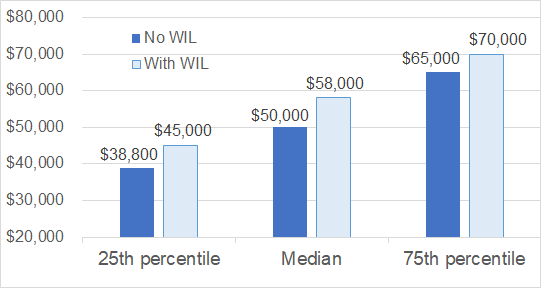 $80,000
$70,000
$60,000
$50,000
$40,000
$30,000
$20,000
No WIL
With WIL
$38,800
$45,000
$50,000
$58,000
$65,000
$70,000
25th percentile
Median
75th percentile